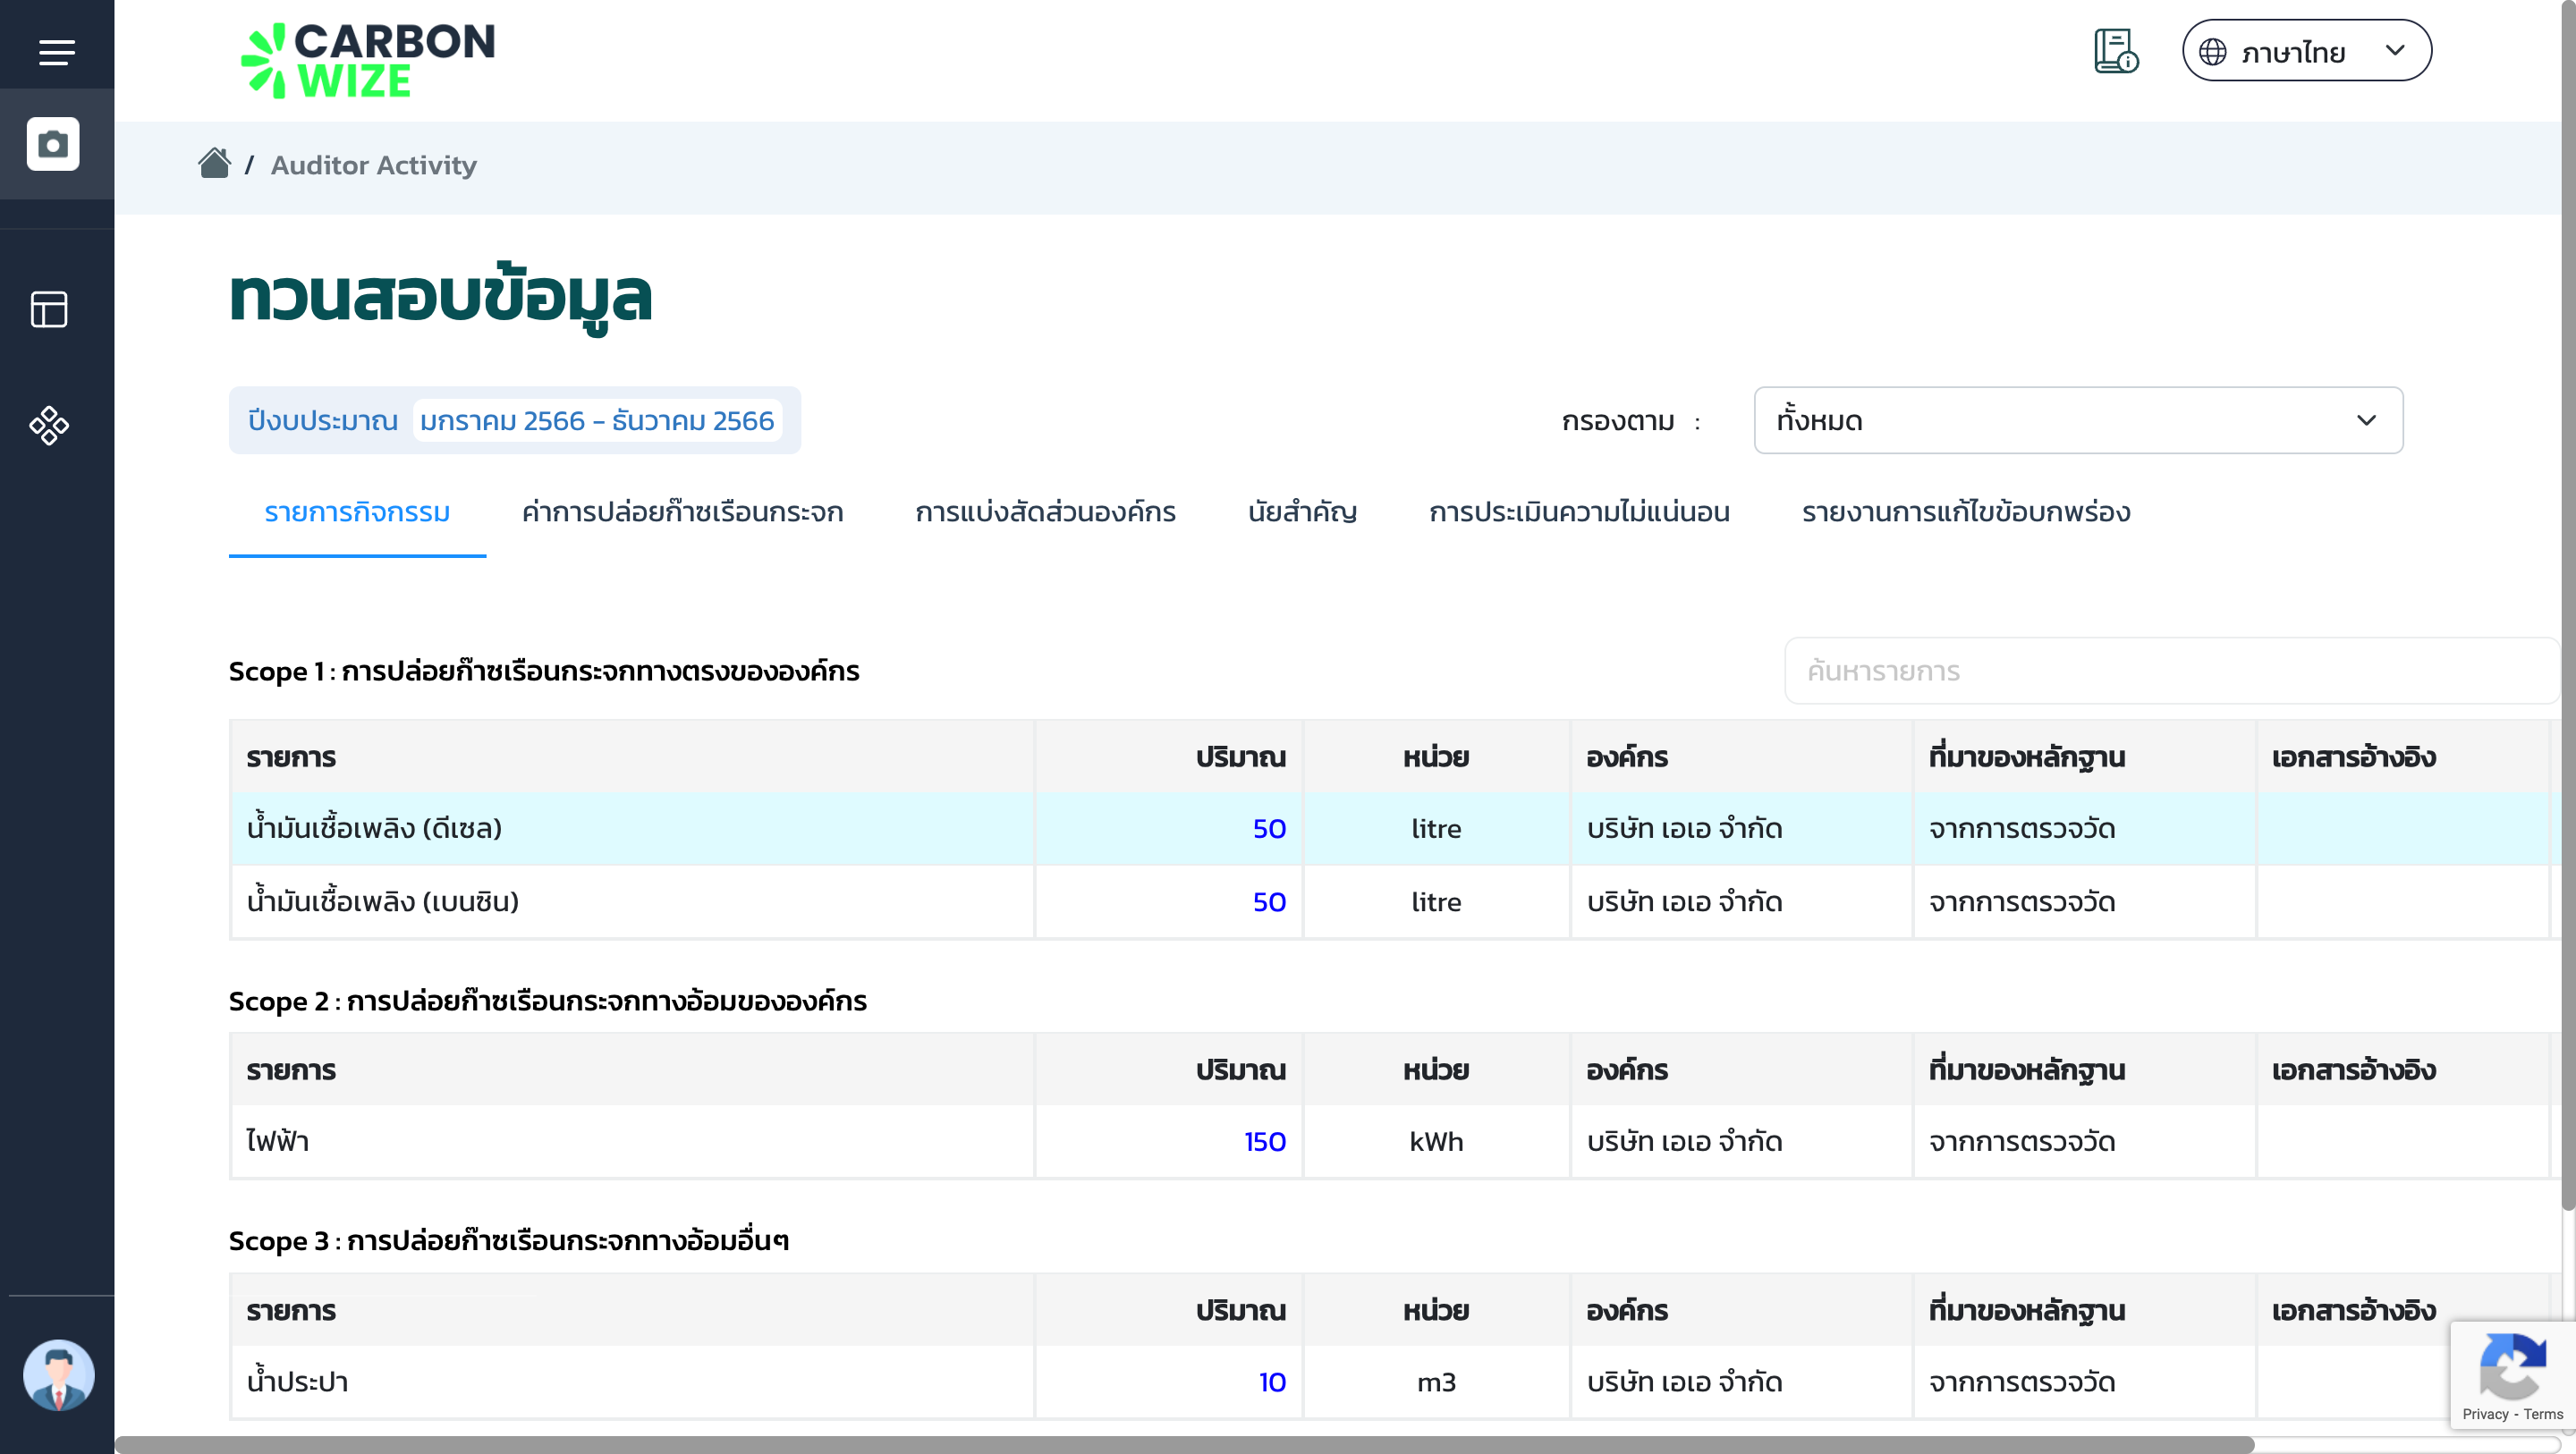 CARBON
WIZE
ภาษาไทย
/ Auditor Activity
ทวนสอบข้อมูล
ปีงบประมาณ มกราคม 2566 - ธันวาคม 2566 กรองตาม : ทั้งหมด
รายการกิจกรรม ค่าการปล่อยก๊าซเรือนกระจก การแบ่งสัดส่วนองค์กร นัยสำคัญ การประเมินความไม่แน่นอน รายงานการแก้ไขข้อบกพร่อง
Scope 1 : การปล่อยก๊าซเรือนกระจกทางตรงขององค์กร ค้นหารายการ
รายการ ปริมาณ หน่วย องค์กร ที่มาของหลักฐาน เอกสารอ้างอิง
น้ำมันเชื้อเพลิง (ดีเซล) 50 litre บริษัท เอเอ จำกัด จากการตรวจวัด
น้ำมันเชื้อเพลิง (เบนซิน) 50 litre บริษัท เอเอ จำกัด จากการตรวจวัด
Scope 2 : การปล่อยก๊าซเรือนกระจกทางอ้อมขององค์กร
รายการ ปริมาณ หน่วย องค์กร ที่มาของหลักฐาน เอกสารอ้างอิง
ไฟฟ้า 150 kWh บริษัท เอเอ จำกัด จากการตรวจวัด
Scope 3 : การปล่อยก๊าซเรือนกระจกทางอ้อมอื่นๆ
รายการ ปริมาณ หน่วย องค์กร ที่มาของหลักฐาน เอกสารอ้างอิง
น้ำประปา 10 m3 บริษัท เอเอ จำกัด จากการตรวจวัด
Privacy - Terms